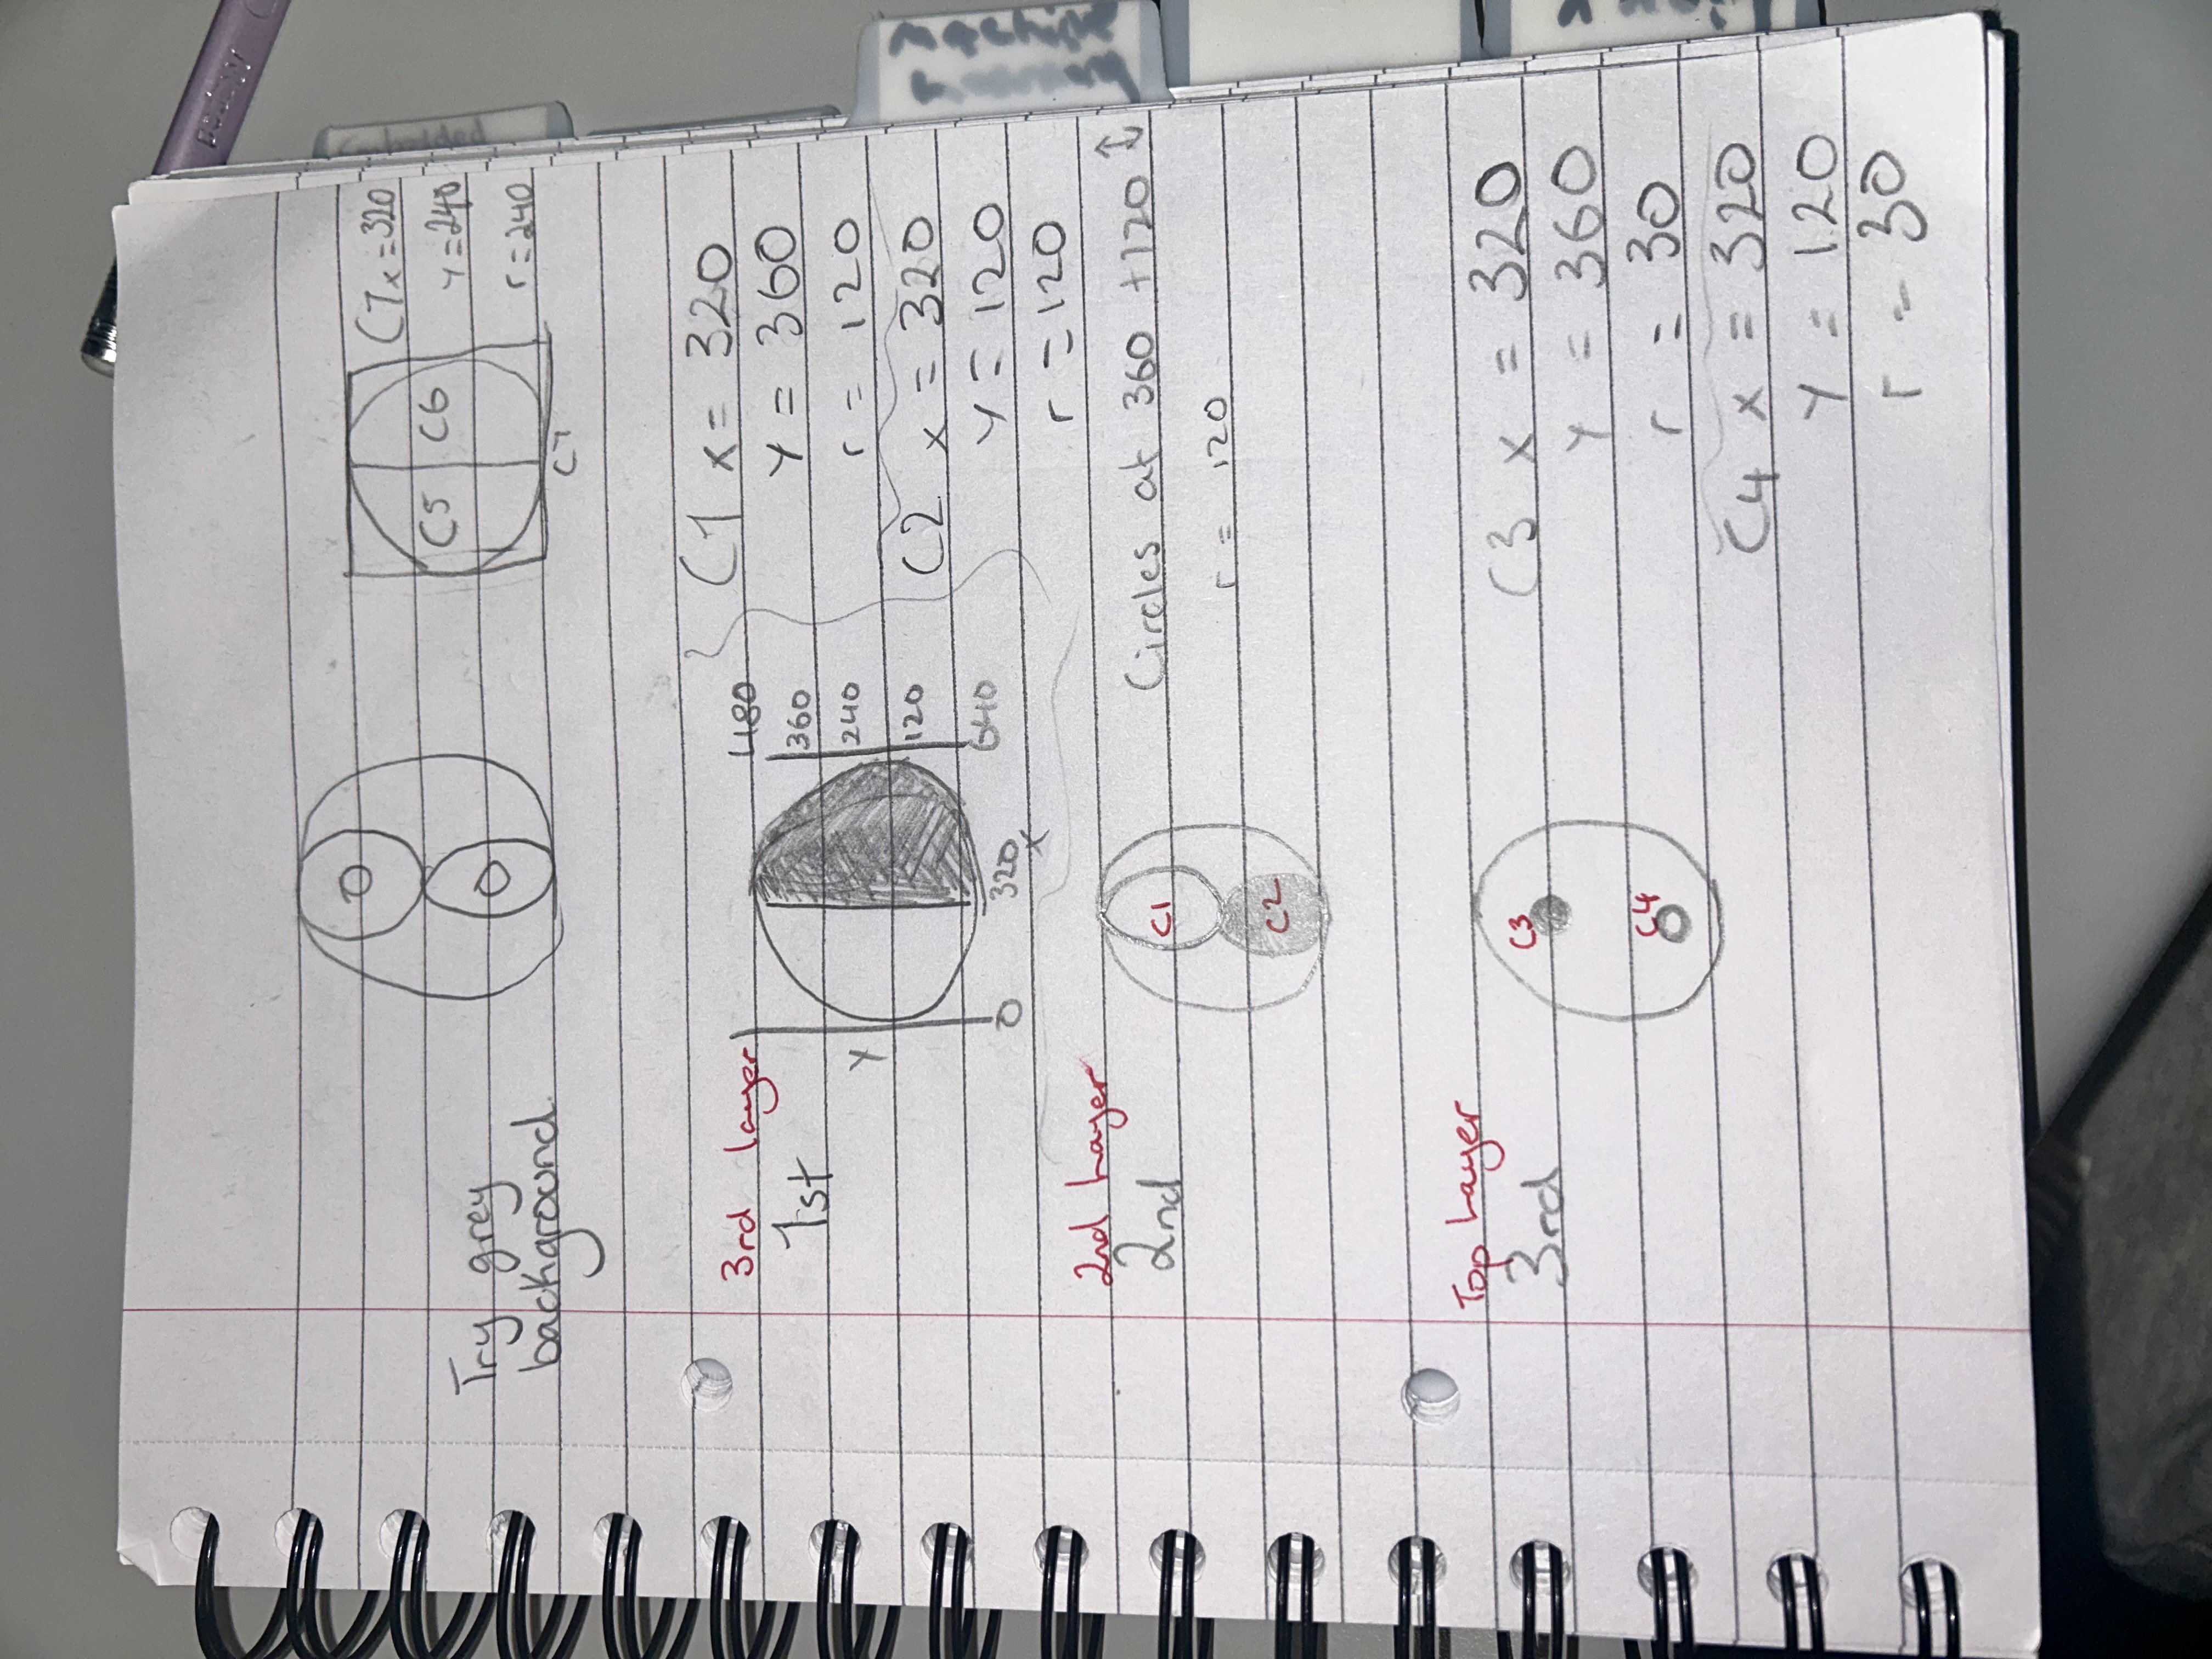 C7 x = 320
y = 240
r = 240
C5 C6
C7
Try grey
background.
3rd layer
1st
480
360
240
120
640
y
0
320
x
C1 x = 320
y = 360
r = 120
C2 x = 320
y = 120
r = 120
2nd Layer
2nd
C1
C2
Circles at 360 + 120 ↕
r = 120
Top Layer
3rd
C3
C4
C3 x = 320
y = 360
r = 30
C4 x = 320
y = 120
r = 30